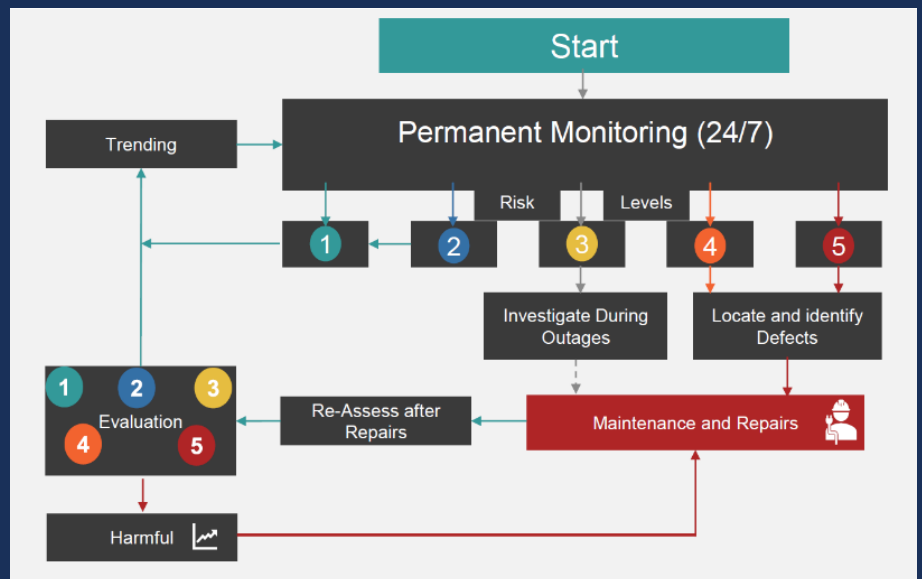 Start
Permanent Monitoring (24/7)
Trending
Risk
Levels
1
2
3
4
5
Investigate During
Outages
Locate and identify
Defects
1
2
3
Evaluation
4
5
Re-Assess after
Repairs
Maintenance and Repairs
Harmful